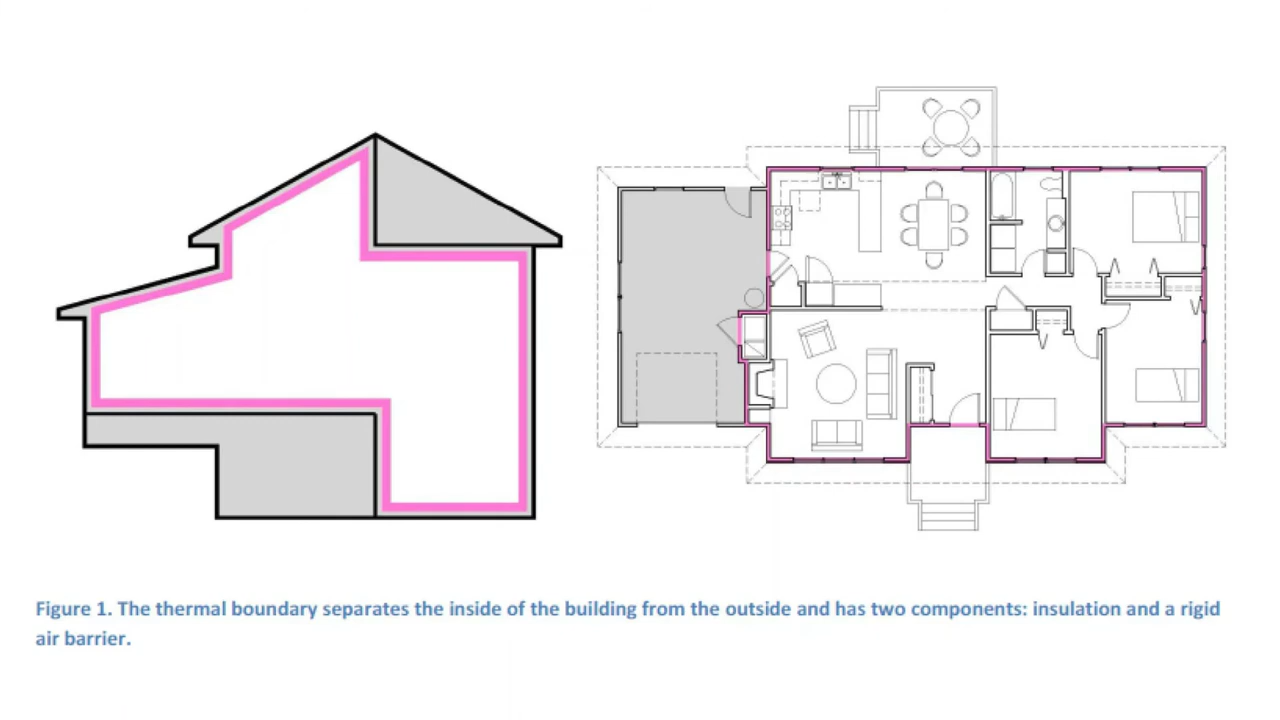 Figure 1. The thermal boundary separates the inside of the building from the outside and has two components: insulation and a rigid
air barrier.